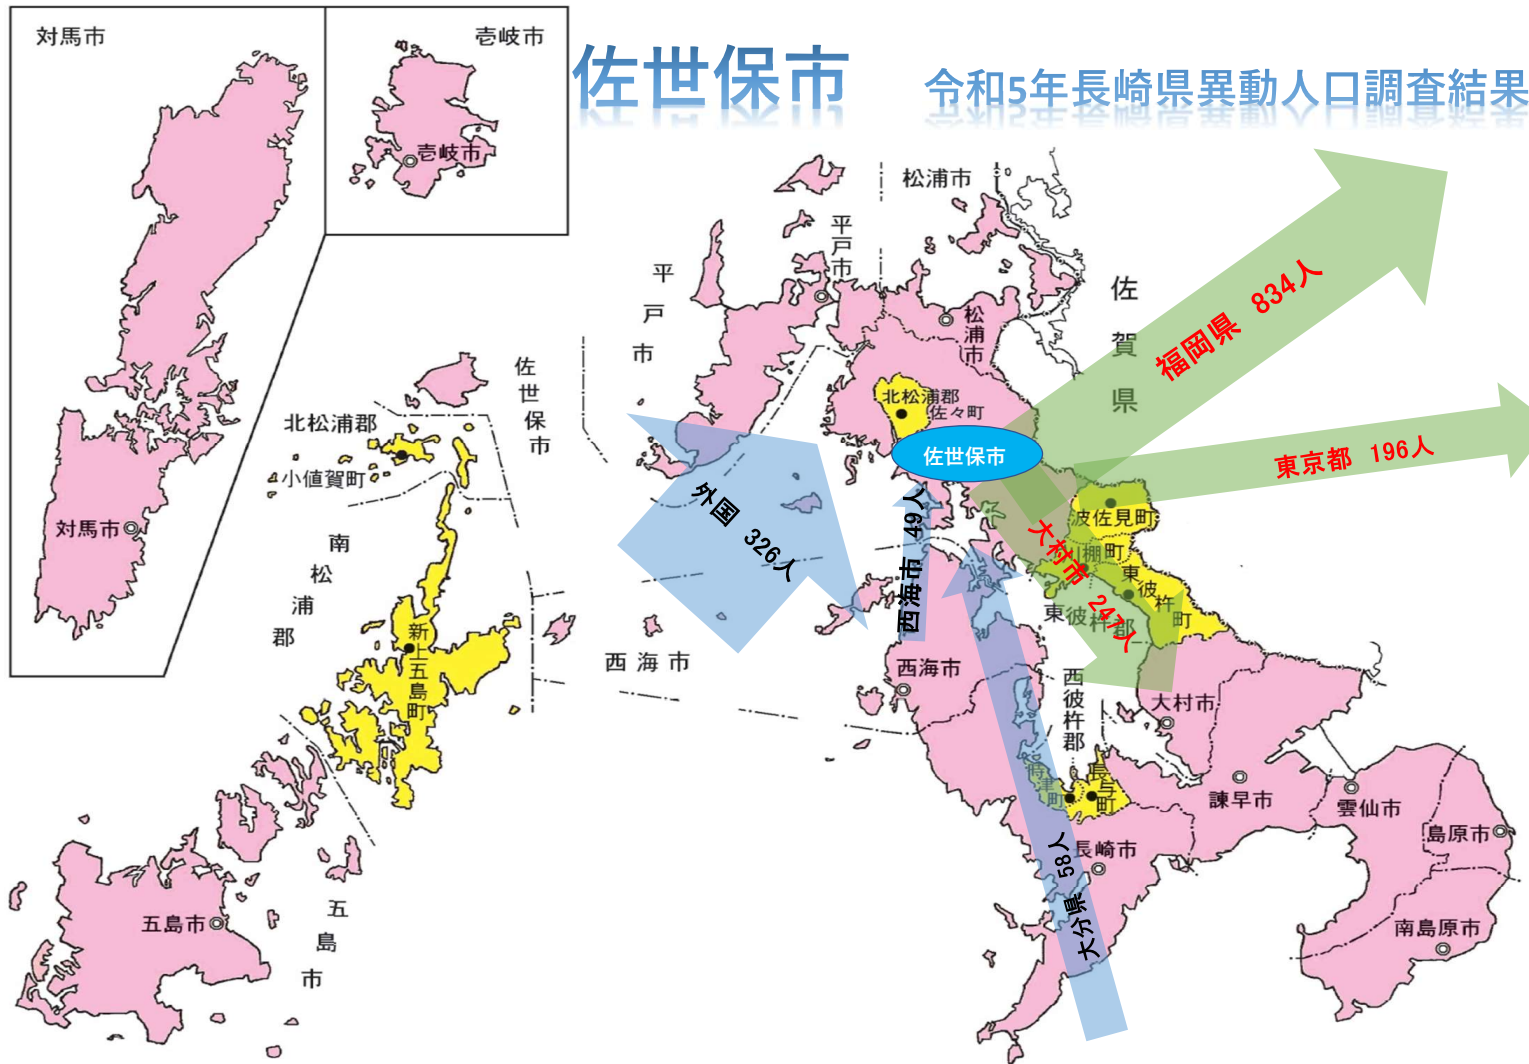 対馬市
壱岐市
佐世保市
令和5年長崎県異動人口調査結果
壱岐市
松浦市
平戸市
平戸市
佐賀県
福岡県 834人
松浦市
佐世保市
北松浦郡
佐々町
北松浦郡
小値賀町
佐世保市
東京都 196人
外国 326人
西海市 49人
大村市 247人
波佐見町
川棚町
東彼杵町
東彼杵郡
対馬市
南松浦郡
新上五島町
西海市
西海市
西彼杵郡
大村市
時津町
長与町
諫早市
雲仙市
島原市
長崎市
大分県 58人
五島市
五島市
南島原市